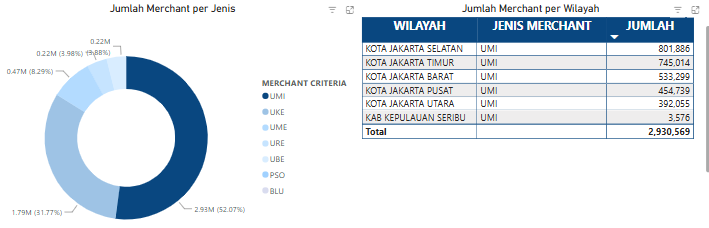 Jumlah Merchant per Jenis
0.22M
0.22M (3.98%) (3.88%)
0.47M (8.29%)
1.79M (31.77%)
2.93M (52.07%)
MERCHANT CRITERIA
UMI
UKE
UME
URE
UBE
PSO
BLU
Jumlah Merchant per Wilayah
WILAYAH JENIS MERCHANT JUMLAH
KOTA JAKARTA SELATAN UMI 801,886
KOTA JAKARTA TIMUR UMI 745,014
KOTA JAKARTA BARAT UMI 533,299
KOTA JAKARTA PUSAT UMI 454,739
KOTA JAKARTA UTARA UMI 392,055
KAB KEPULAUAN SERIBU UMI 3,576
Total 2,930,569